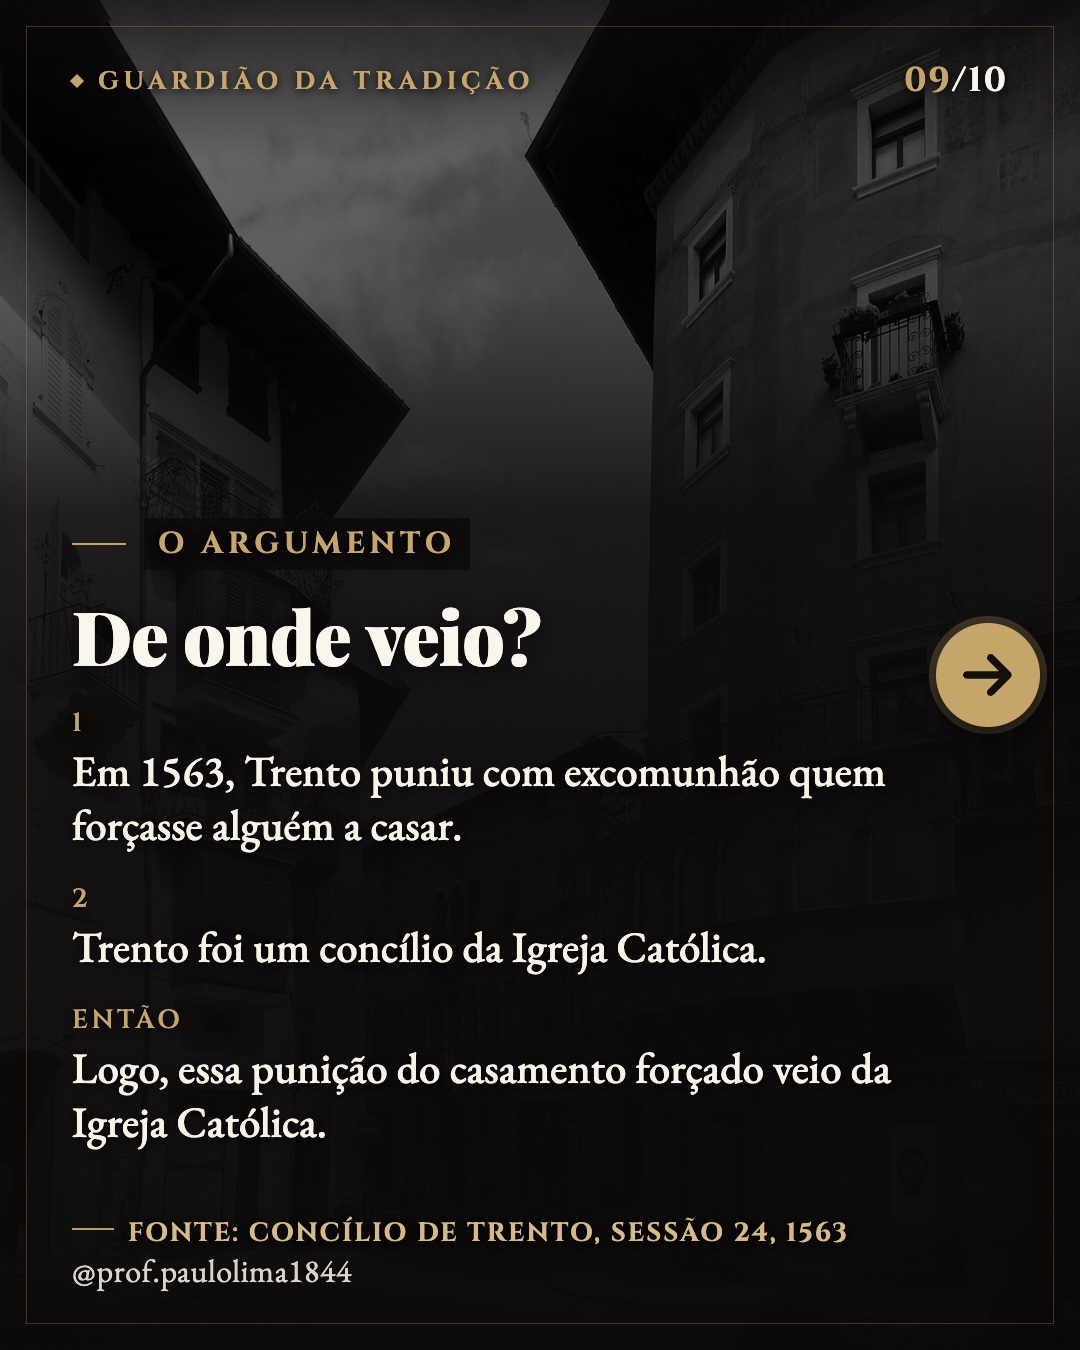 GUARDIÃO DA TRADIÇÃO
09/10
O ARGUMENTO
De onde veio?
1
Em 1563, Trento puniu com excomunhão quem
forçasse alguém a casar.
2
Trento foi um concílio da Igreja Católica.
ENTÃO
Logo, essa punição do casamento forçado veio da
Igreja Católica.
FONTE: CONCÍLIO DE TRENTO, SESSÃO 24, 1563
@prof.paulolima1844